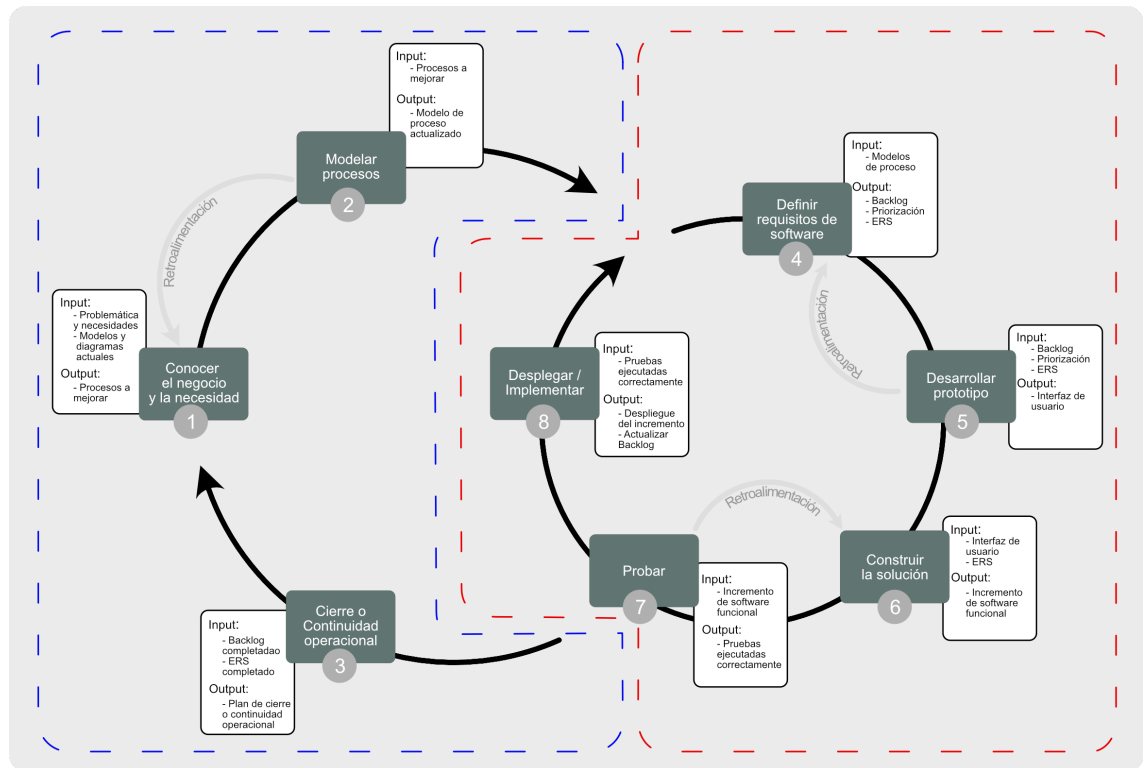 Input:
- Procesos a
mejorar
Output:
- Modelo de
proceso
actualizado
Modelar
procesos
2
Retroalimentación
Input:
- Problemática
y necesidades
- Modelos y
diagramas
actuales
Output:
- Procesos a
mejorar
Conocer
el negocio
y la necesidad
1
Input:
- Backlog
completadao
- ERS
completado
Output:
- Plan de cierre
o continuidad
operacional
Cierre o
Continuidad
operacional
3
Input:
- Modelos
de proceso
Output:
- Backlog
- Priorización
- ERS
Definir
requisitos de
software
4
Retroalimentación
Input:
- Backlog
- Priorización
- ERS
Output:
- Interfaz de
usuario
Desarrollar
prototipo
5
Input:
- Interfaz de
usuario
- ERS
Output:
- Incremento
de software
funcional
Construir
la solución
6
Retroalimentación
Input:
- Incremento
de software
funcional
Output:
- Pruebas
ejecutadas
correctamente
Probar
7
Input:
- Pruebas
ejecutadas
correctamente
Output:
- Despliegue
del incremento
- Actualizar
Backlog
Desplegar /
Implementar
8